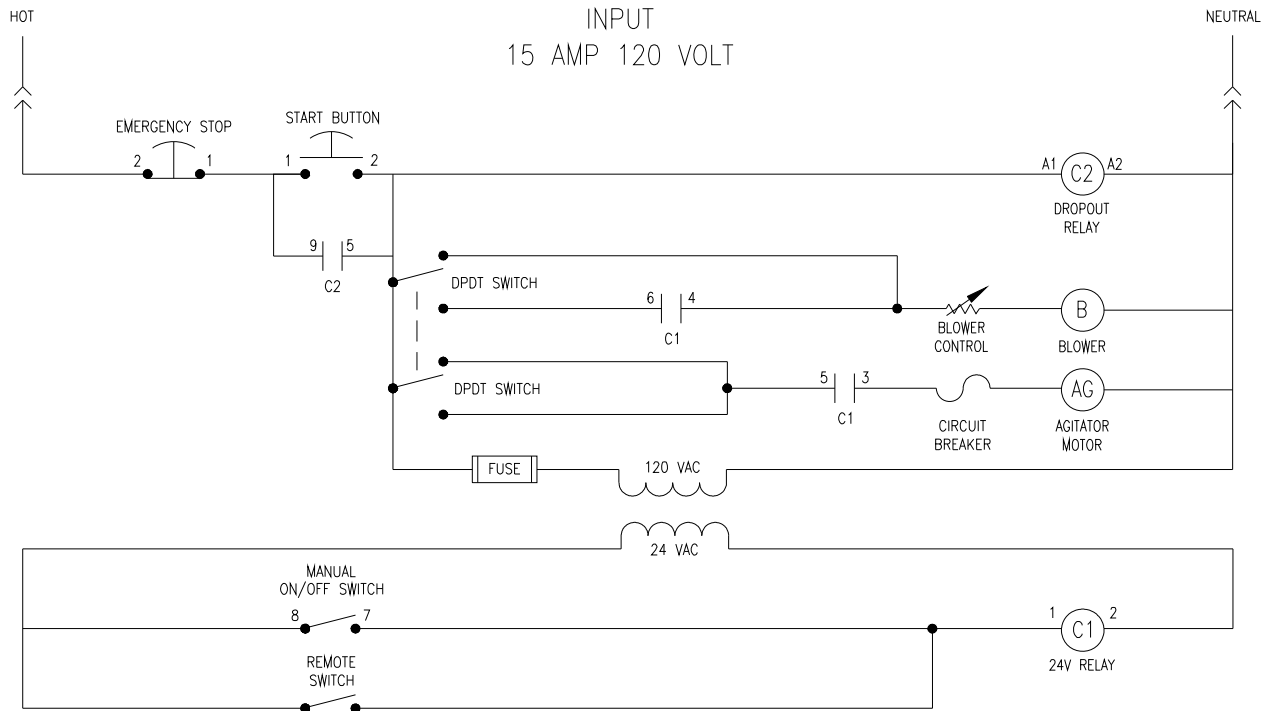 HOT
INPUT
NEUTRAL
15 AMP 120 VOLT
EMERGENCY STOP
START BUTTON
2 1
1 2
A1 C2 A2
DROPOUT
RELAY
9 5
C2
DPDT SWITCH
6 4
C1
BLOWER
CONTROL
B
BLOWER
DPDT SWITCH
5 3
C1
CIRCUIT
BREAKER
AG
AGITATOR
MOTOR
FUSE
120 VAC
24 VAC
MANUAL
ON/OFF SWITCH
8 7
1 C1 2
24V RELAY
REMOTE
SWITCH